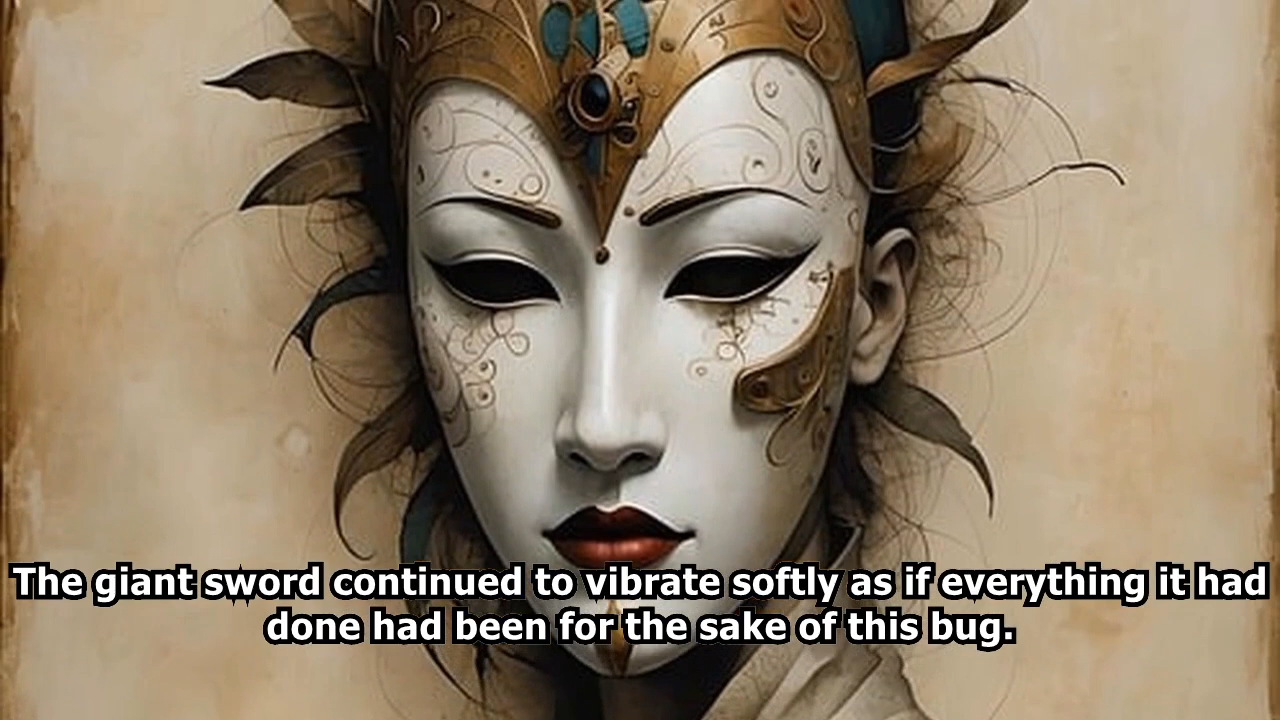 The giant sword continued to vibrate softly as if everything it had
done had been for the sake of this bug.